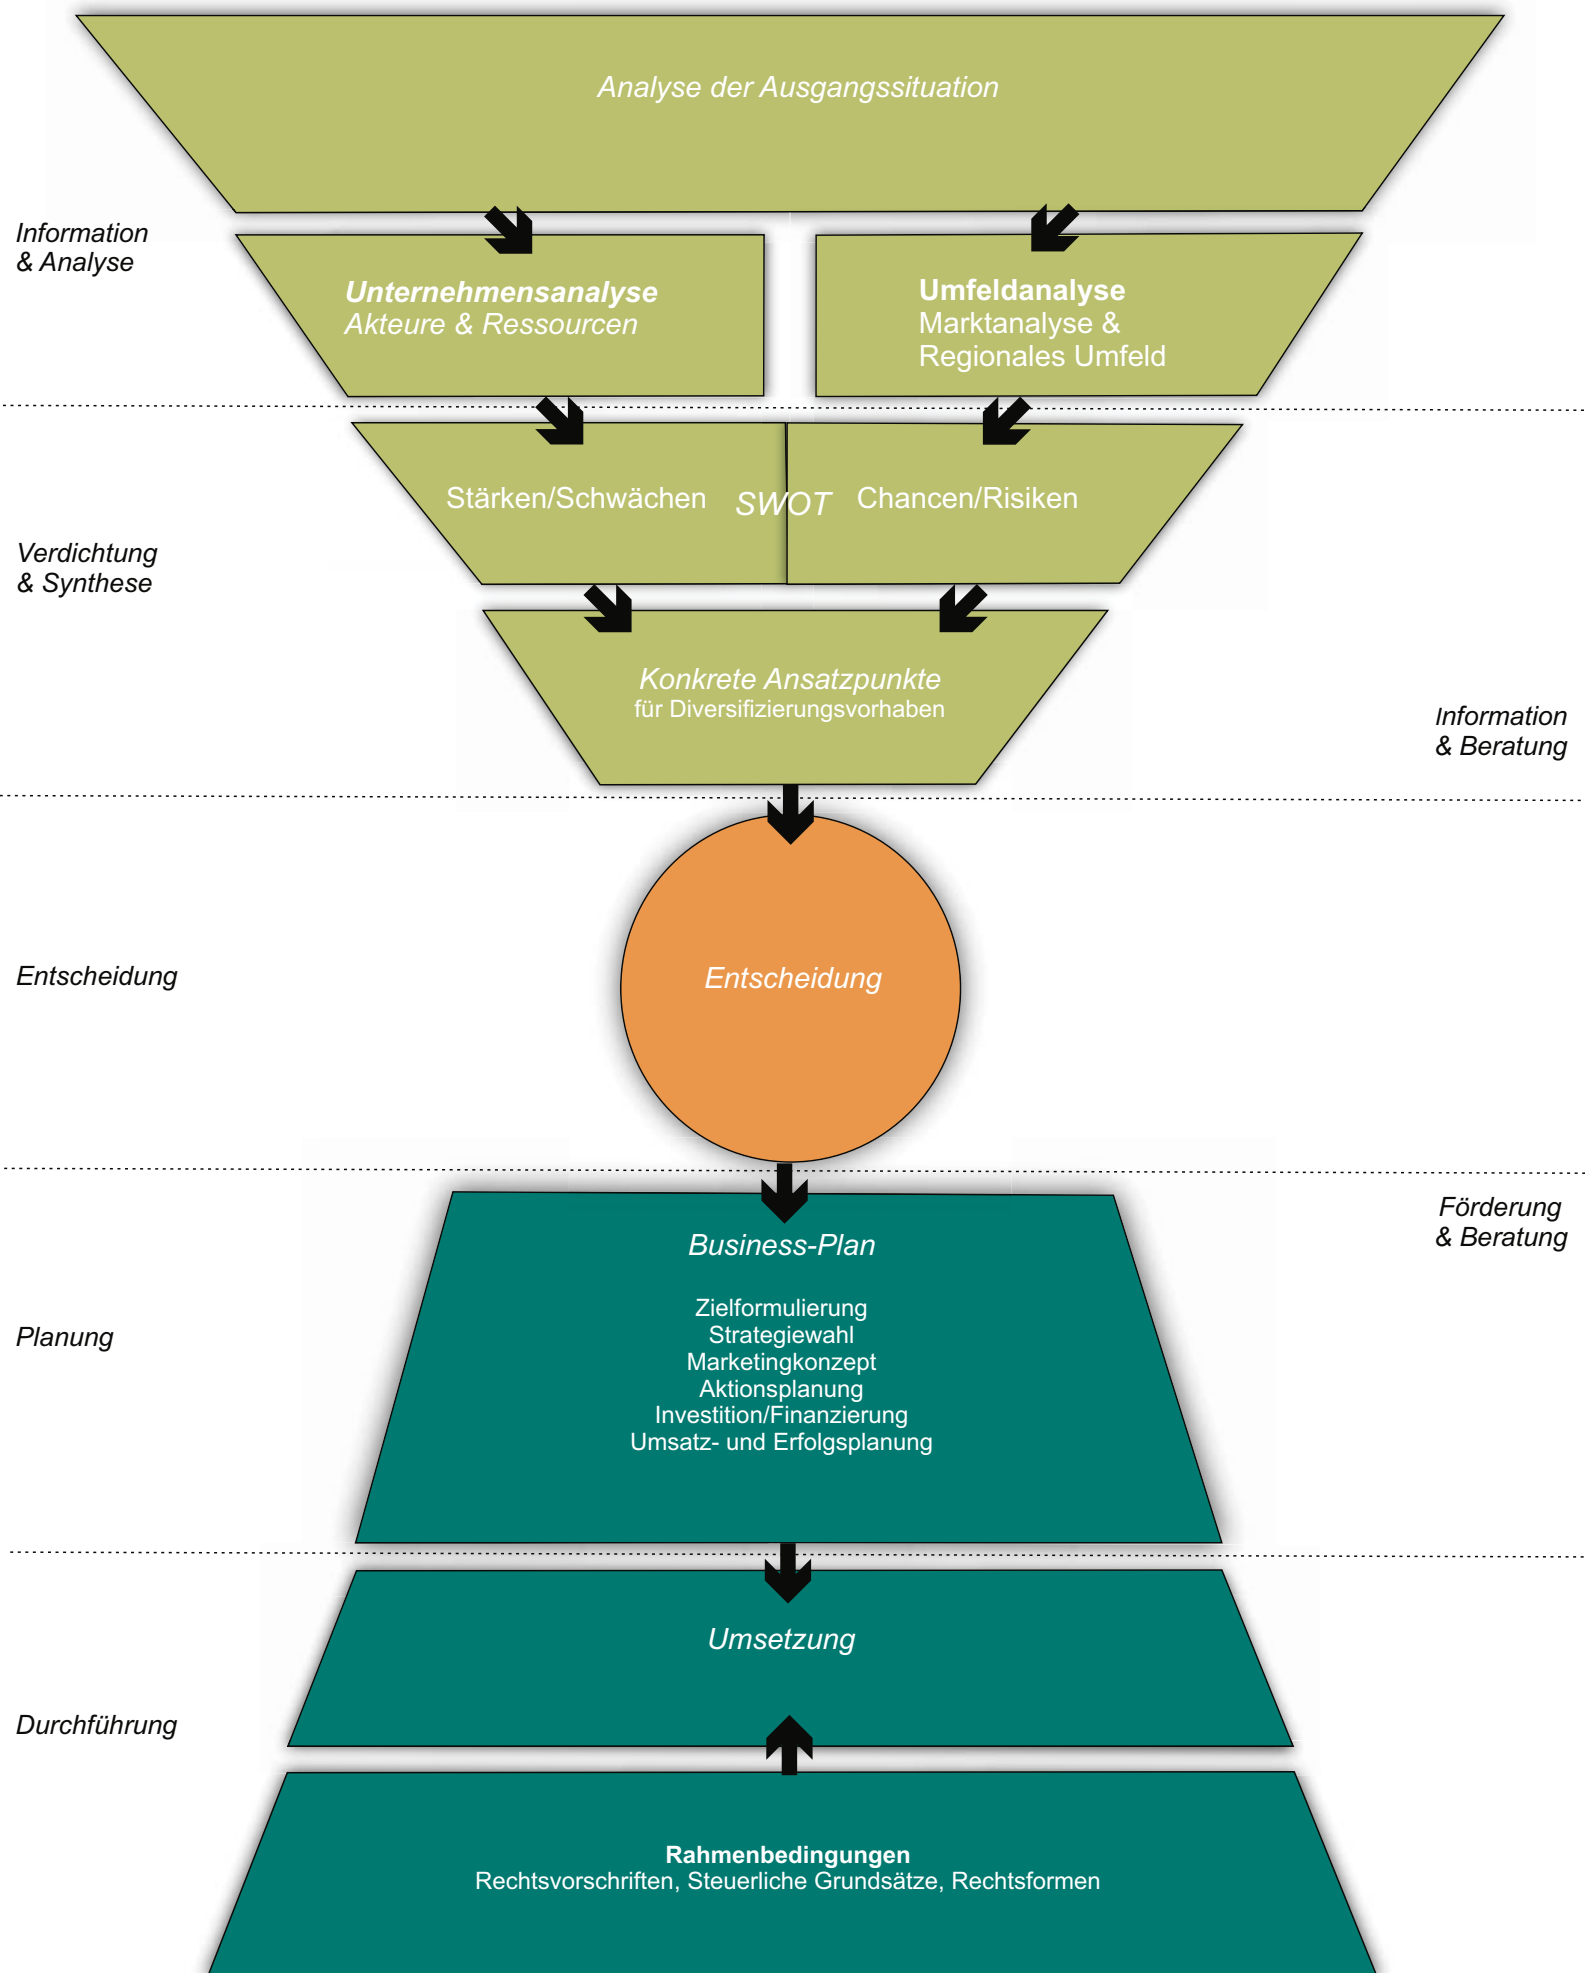 Analyse der Ausgangssituation
Information
& Analyse
Unternehmensanalyse
Akteure & Ressourcen
Umfeldanalyse
Marktanalyse &
Regionales Umfeld
Stärken/Schwächen
SWOT
Chancen/Risiken
Verdichtung
& Synthese
Konkrete Ansatzpunkte
für Diversifizierungsvorhaben
Information
& Beratung
Entscheidung
Entscheidung
Förderung
& Beratung
Business-Plan
Planung
Zielformulierung
Strategiewahl
Marketingkonzept
Aktionsplanung
Investition/Finanzierung
Umsatz- und Erfolgsplanung
Umsetzung
Durchführung
Rahmenbedingungen
Rechtsvorschriften, Steuerliche Grundsätze, Rechtsformen